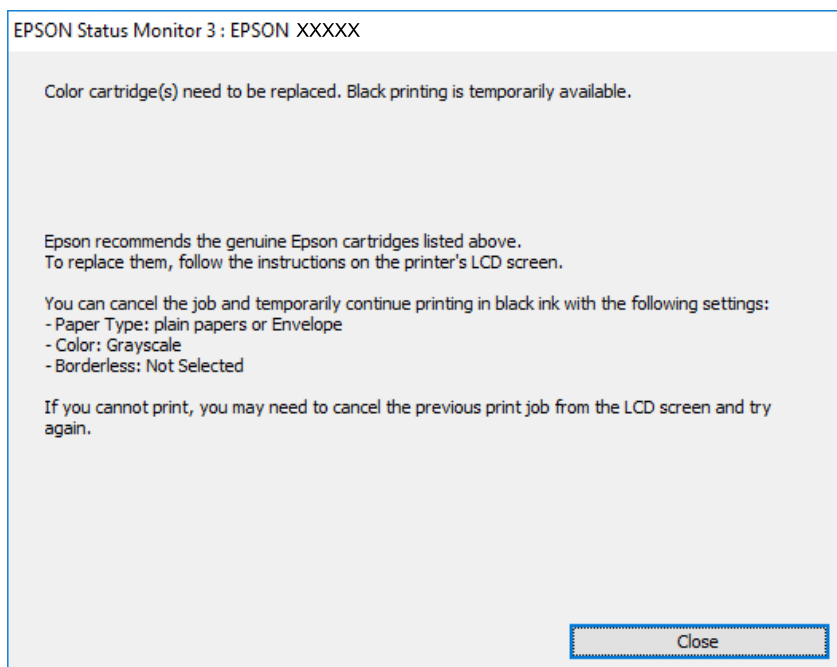 EPSON Status Monitor 3 : EPSON XXXXX
Color cartridge(s) need to be replaced. Black printing is temporarily available.
Epson recommends the genuine Epson cartridges listed above.
To replace them, follow the instructions on the printer's LCD screen.
You can cancel the job and temporarily continue printing in black ink with the following settings:
- Paper Type: plain papers or Envelope
- Color: Grayscale
- Borderless: Not Selected
If you cannot print, you may need to cancel the previous print job from the LCD screen and try
again.
Close